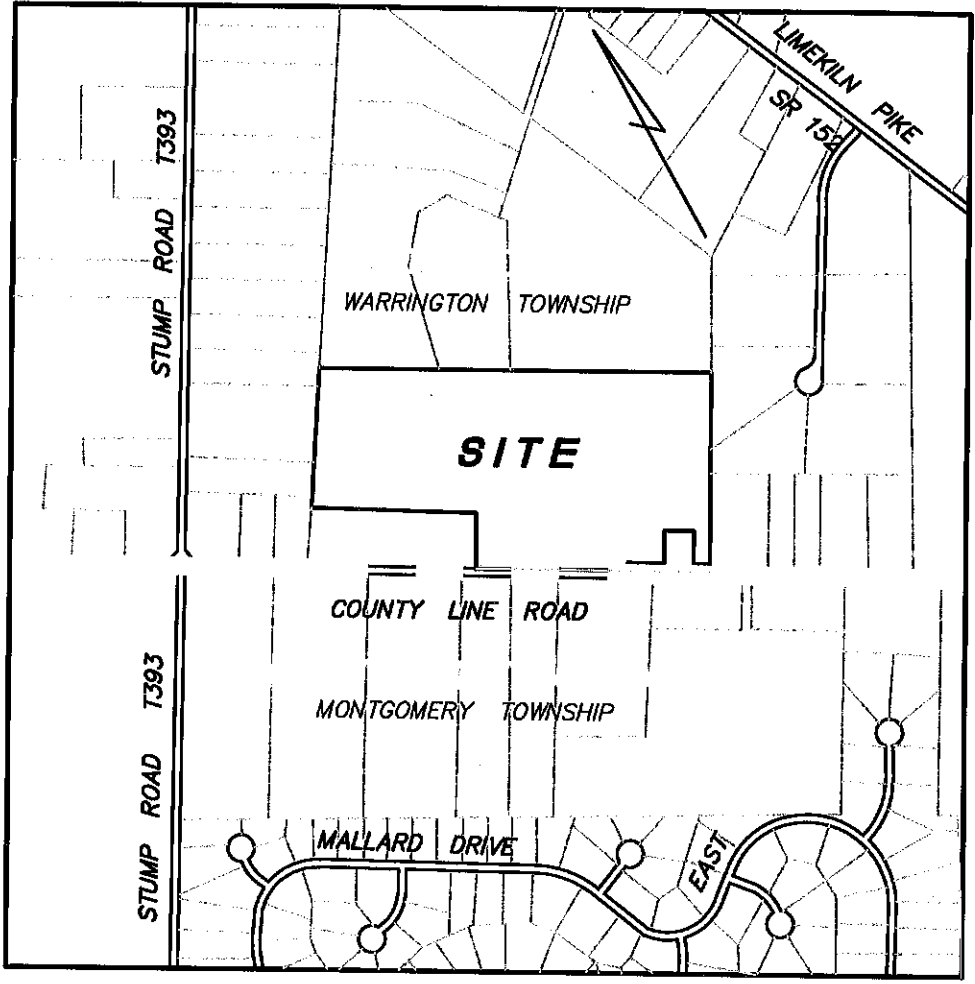 LIMEKILN PIKE
SR 152
STUMP ROAD T393
WARRINGTON TOWNSHIP
SITE
COUNTY LINE ROAD
STUMP ROAD T393
MONTGOMERY TOWNSHIP
MALLARD DRIVE
EAST